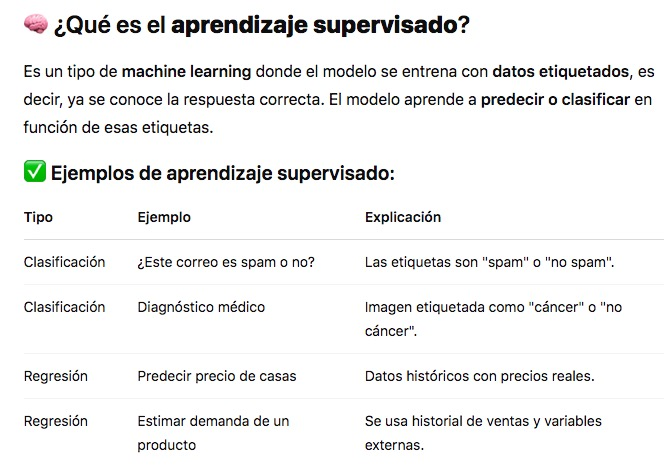 🧠 ¿Qué es el aprendizaje supervisado?
Es un tipo de machine learning donde el modelo se entrena con datos etiquetados, es
decir, ya se conoce la respuesta correcta. El modelo aprende a predecir o clasificar en
función de esas etiquetas.
✅ Ejemplos de aprendizaje supervisado:
Tipo Ejemplo Explicación
Clasificación ¿Este correo es spam o no? Las etiquetas son "spam" o "no spam".
Clasificación Diagnóstico médico Imagen etiquetada como "cáncer" o "no
cáncer".
Regresión Predecir precio de casas Datos históricos con precios reales.
Regresión Estimar demanda de un Se usa historial de ventas y variables
producto externas.